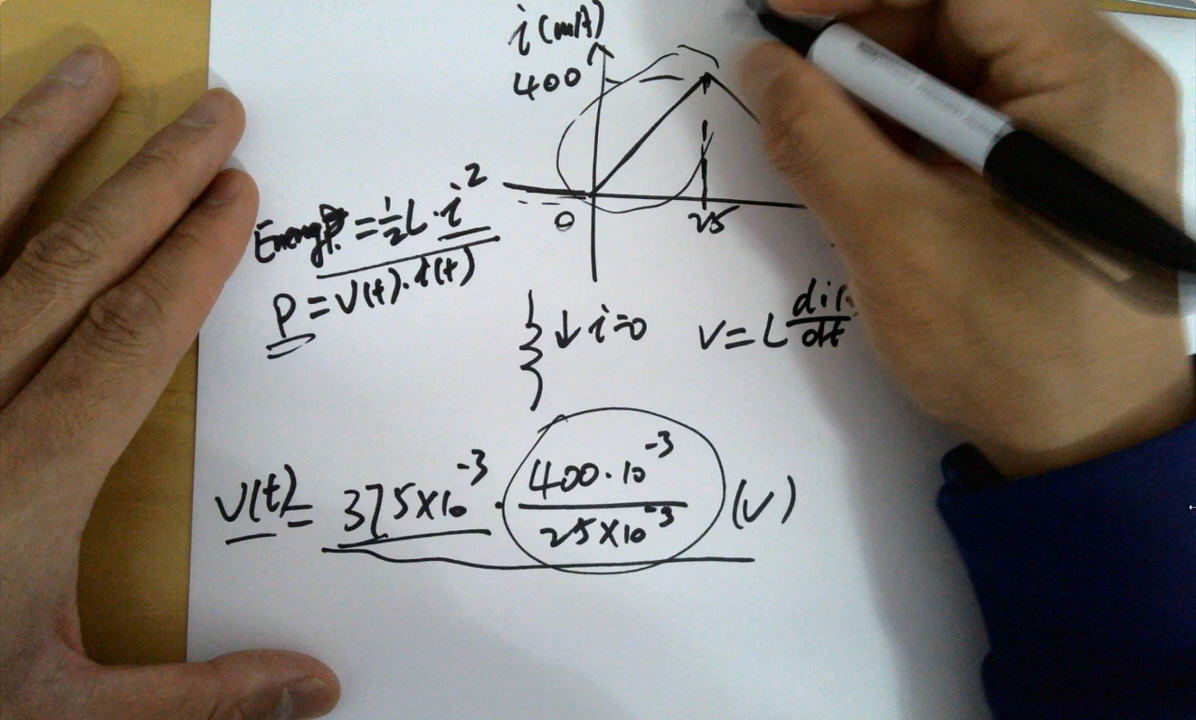 i(mA)
400
0
25
= ½L·i²
P = V(t)·i(t)
↓ i=0
V = L di/dt
v(t) = 375×10⁻³ · 400·10⁻³/25×10⁻³ (V)